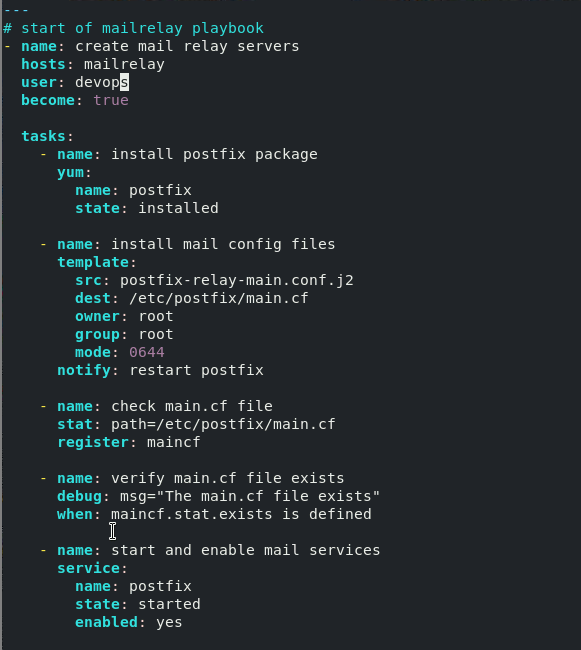 ---
# start of mailrelay playbook
- name: create mail relay servers
  hosts: mailrelay
  user: devops
  become: true

  tasks:
    - name: install postfix package
      yum:
        name: postfix
        state: installed

    - name: install mail config files
      template:
        src: postfix-relay-main.conf.j2
        dest: /etc/postfix/main.cf
        owner: root
        group: root
        mode: 0644
      notify: restart postfix

    - name: check main.cf file
      stat: path=/etc/postfix/main.cf
      register: maincf

    - name: verify main.cf file exists
      debug: msg="The main.cf file exists"
      when: maincf.stat.exists is defined

    - name: start and enable mail services
      service:
        name: postfix
        state: started
        enabled: yes